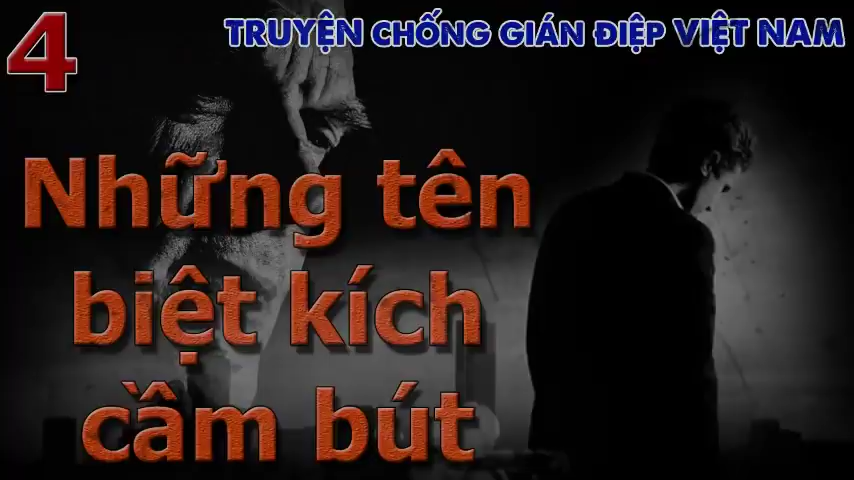 4
TRUYỆN CHỐNG GIÁN ĐIỆP VIỆT NAM
Những tên
biệt kích
cầm bút